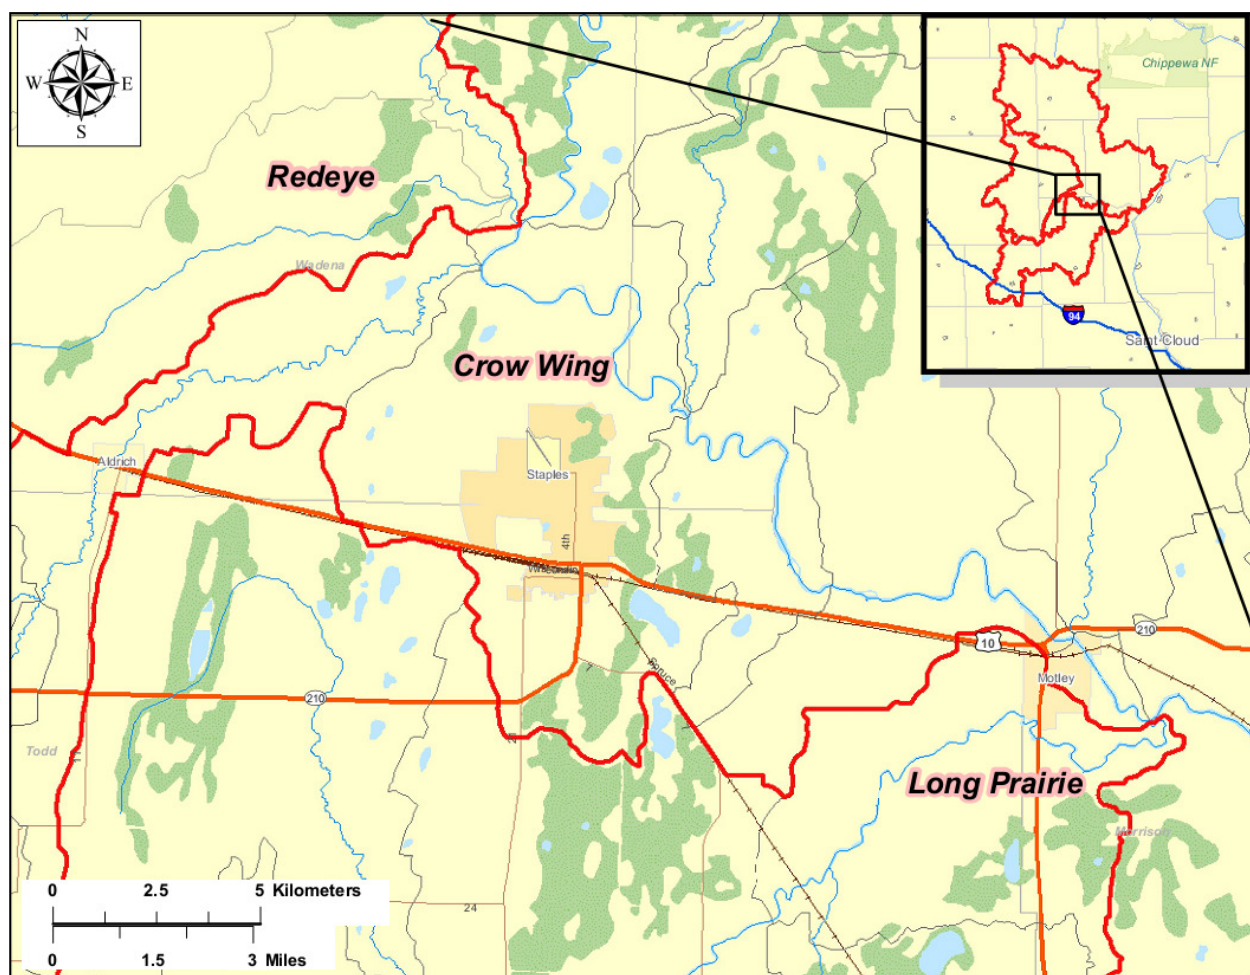 N
W E
S
Chippewa NF
94
Saint Cloud
Redeye
Wadena
Crow Wing
Aldrich
Staples
4th
210
10
Motley
Spruce
210
Todd
Long Prairie
Morrison
24
0 2.5 5 Kilometers
0 1.5 3 Miles